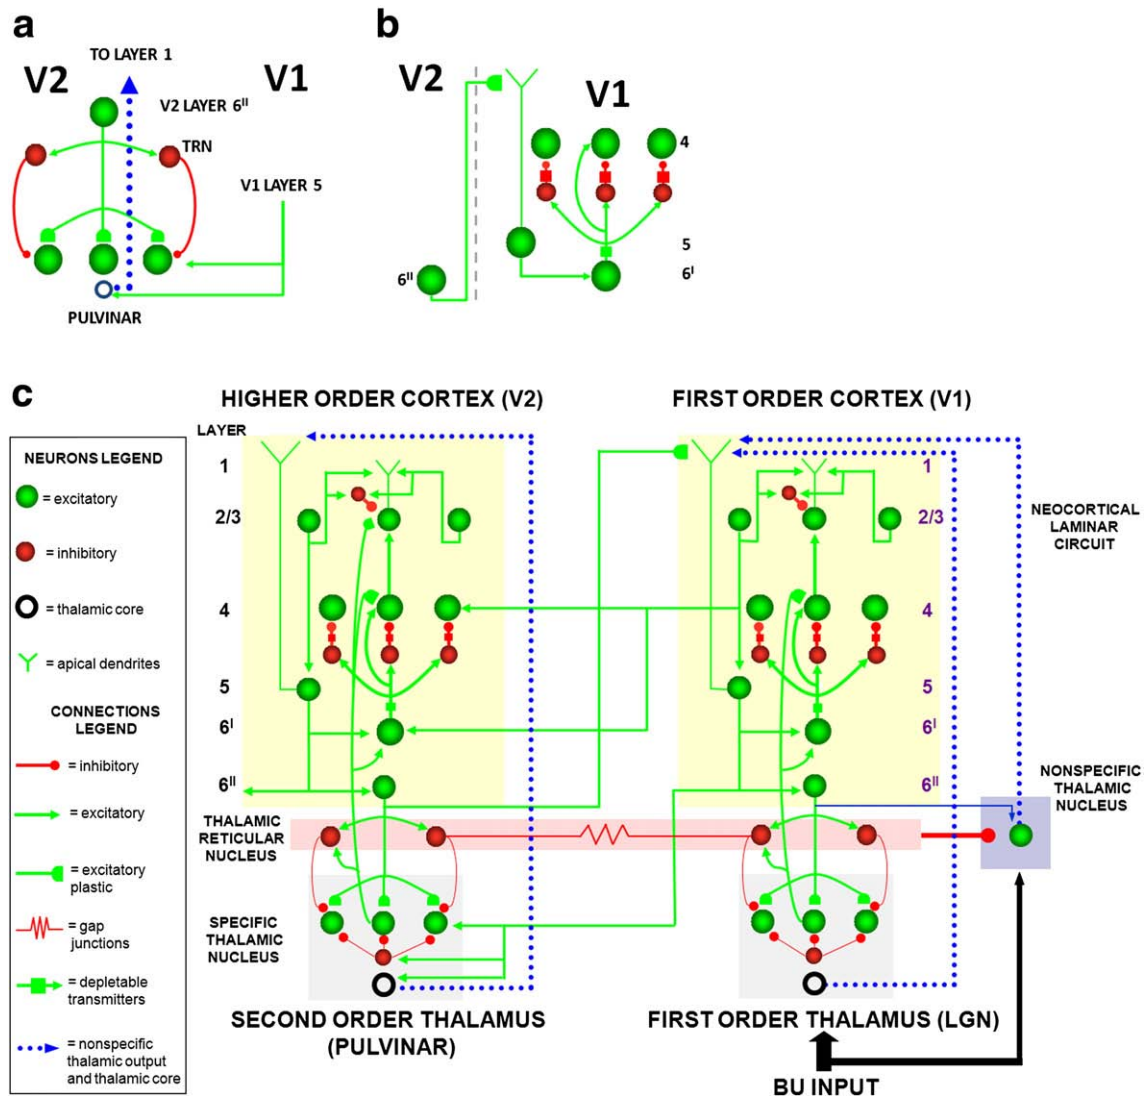 a
TO LAYER 1
V2
V1
V2 LAYER 6II
TRN
V1 LAYER 5
PULVINAR
b
V2
V1
4
5
6II
6I
c
HIGHER ORDER CORTEX (V2)
FIRST ORDER CORTEX (V1)
LAYER
NEURONS LEGEND
= excitatory
= inhibitory
= thalamic core
= apical dendrites
CONNECTIONS
LEGEND
= inhibitory
= excitatory
= excitatory
plastic
= gap
junctions
= depletable
transmitters
= nonspecific
thalamic output
and thalamic core
1
2/3
4
5
6I
6II
1
2/3
4
5
6I
6II
NEOCORTICAL
LAMINAR
CIRCUIT
NONSPECIFIC
THALAMIC
NUCLEUS
THALAMIC
RETICULAR
NUCLEUS
SPECIFIC
THALAMIC
NUCLEUS
SECOND ORDER THALAMUS
(PULVINAR)
FIRST ORDER THALAMUS (LGN)
BU INPUT